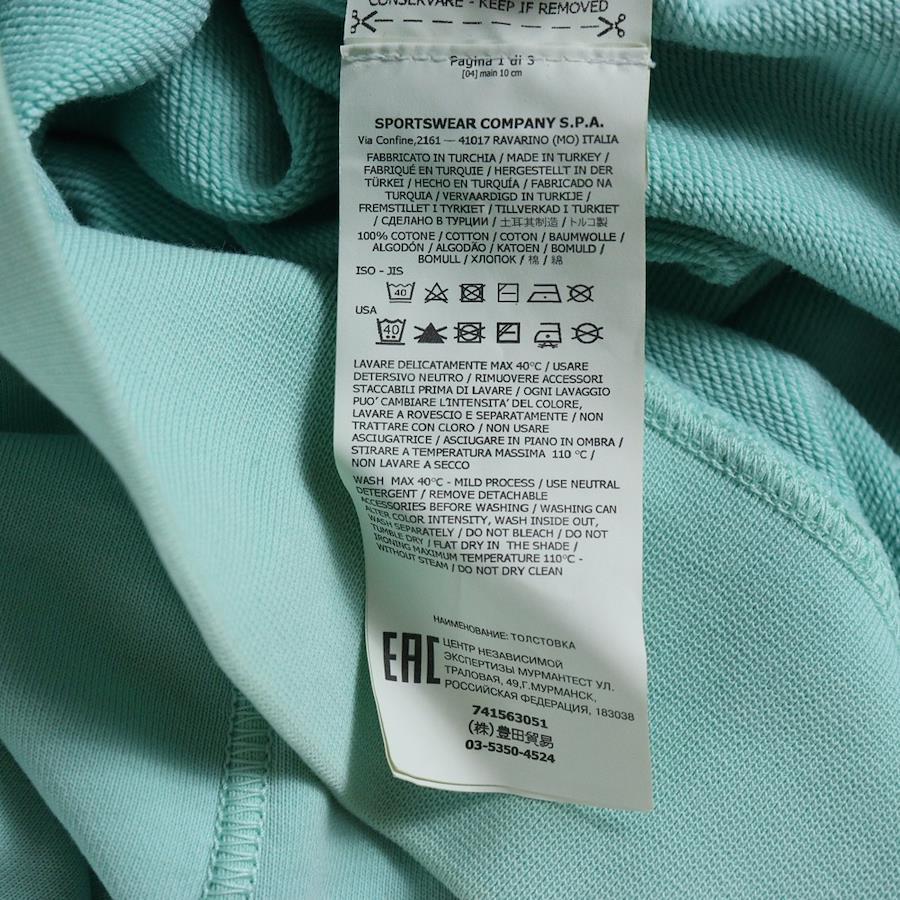 CONSERVARE - KEEP IF REMOVED
Pagina 1 di 3
[04] main 10 cm
SPORTSWEAR COMPANY S.P.A.
Via Confine,2161 — 41017 RAVARINO (MO) ITALIA
FABBRICATO IN TURCHIA / MADE IN TURKEY /
FABRIQUÉ EN TURQUIE / HERGESTELLT IN DER
TÜRKEI / HECHO EN TURQUÍA / FABRICADO NA
TURQUIA / VERVAARDIGD IN TURKIJE /
FREMSTILLET I TYRKIET / TILLVERKAD I TURKIET
/ СДЕЛАНО В ТУРЦИИ / 土耳其制造 / トルコ製
100% COTONE / COTTON / COTON / BAUMWOLLE /
ALGODÓN / ALGODÃO / KATOEN / BOMULD /
BOMULL / ХЛОПОК / 棉 / 綿
ISO - JIS
40
USA
40
LAVARE DELICATAMENTE MAX 40°C / USARE
DETERSIVO NEUTRO / RIMUOVERE ACCESSORI
STACCABILI PRIMA DI LAVARE / OGNI LAVAGGIO
PUO' CAMBIARE L'INTENSITA' DEL COLORE,
LAVARE A ROVESCIO E SEPARATAMENTE / NON
TRATTARE CON CLORO / NON USARE
ASCIUGATRICE / ASCIUGARE IN PIANO IN OMBRA /
STIRARE A TEMPERATURA MASSIMA 110 °C /
NON LAVARE A SECCO
WASH MAX 40°C - MILD PROCESS / USE NEUTRAL
DETERGENT / REMOVE DETACHABLE
ACCESSORIES BEFORE WASHING / WASHING CAN
ALTER COLOR INTENSITY, WASH INSIDE OUT,
WASH SEPARATELY / DO NOT BLEACH / DO NOT
TUMBLE DRY / FLAT DRY IN THE SHADE /
IRONING MAXIMUM TEMPERATURE 110°C -
WITHOUT STEAM / DO NOT DRY CLEAN
НАИМЕНОВАНИЕ: ТОЛСТОВКА
EAC
ЦЕНТР НЕЗАВИСИМОЙ
ЭКСПЕРТИЗЫ МУРМАНТЕСТ УЛ.
ТРАЛОВАЯ, 49,Г.МУРМАНСК,
РОССИЙСКАЯ ФЕДЕРАЦИЯ, 183038
741563051
(株)豊田貿易
03-5350-4524